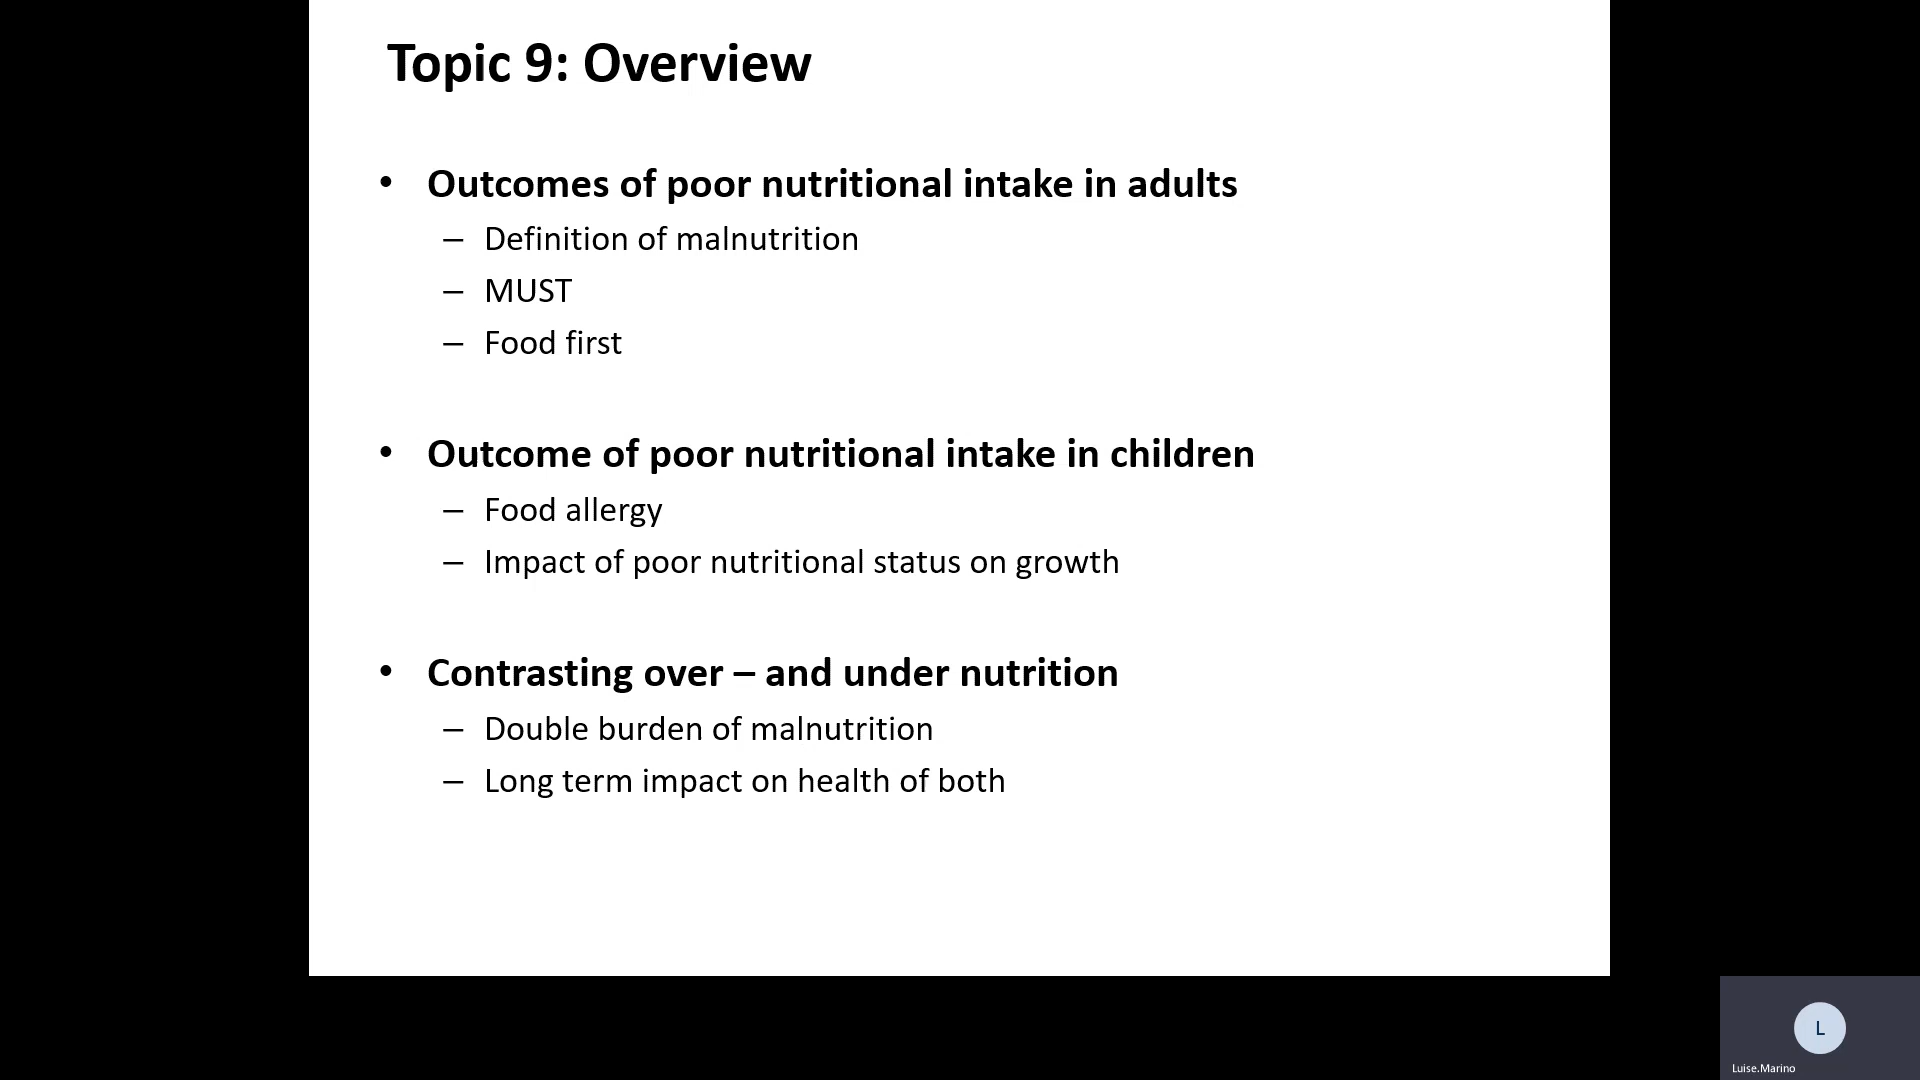 Topic 9: Overview
• Outcomes of poor nutritional intake in adults
– Definition of malnutrition
– MUST
– Food first
• Outcome of poor nutritional intake in children
– Food allergy
– Impact of poor nutritional status on growth
• Contrasting over – and under nutrition
– Double burden of malnutrition
– Long term impact on health of both
L
Luise.Marino